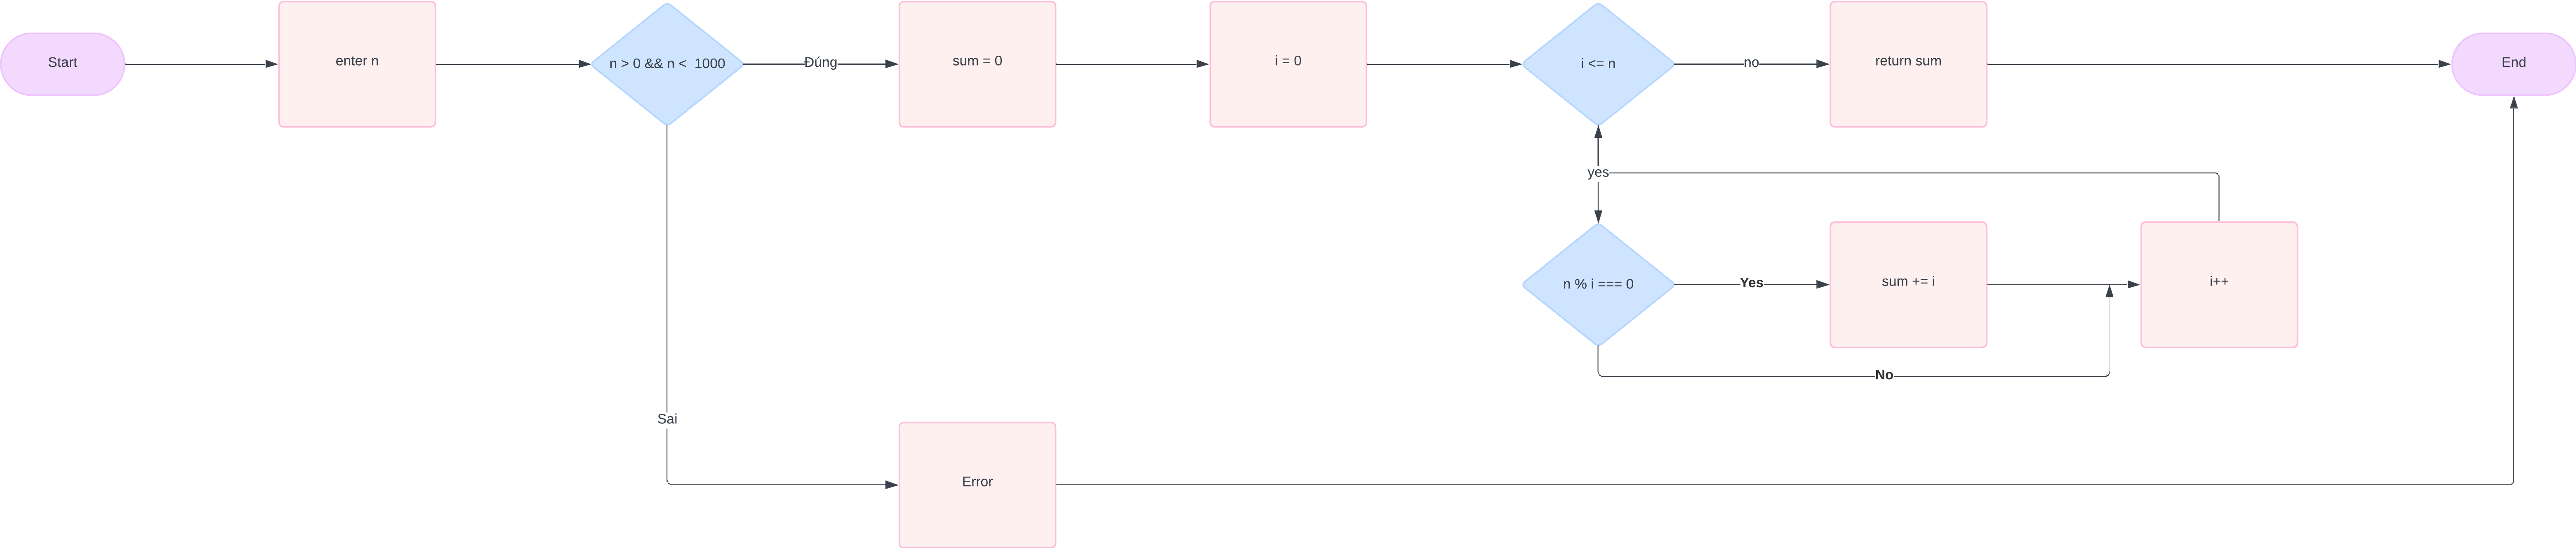 Start
enter n
n > 0 && n < 1000
Đúng
sum = 0
i = 0
i <= n
no
return sum
End
yes
n % i === 0
Yes
sum += i
i++
No
Sai
Error